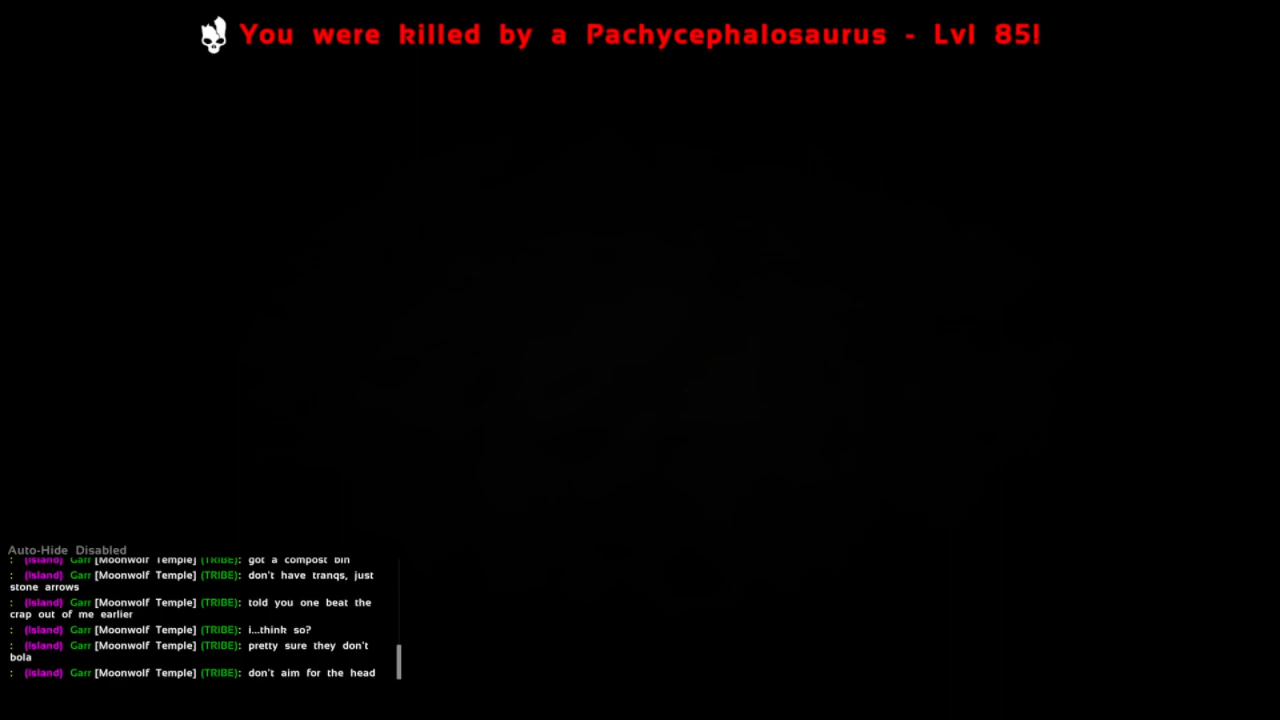 You were killed by a Pachycephalosaurus - Lvl 85!
Auto-Hide Disabled
: (Island) Garr [Moonwolf Temple] (TRIBE): got a compost bin
: (Island) Garr [Moonwolf Temple] (TRIBE): don't have tranqs, just
stone arrows
: (Island) Garr [Moonwolf Temple] (TRIBE): told you one beat the
crap out of me earlier
: (Island) Garr [Moonwolf Temple] (TRIBE): i...think so?
: (Island) Garr [Moonwolf Temple] (TRIBE): pretty sure they don't
bola
: (Island) Garr [Moonwolf Temple] (TRIBE): don't aim for the head